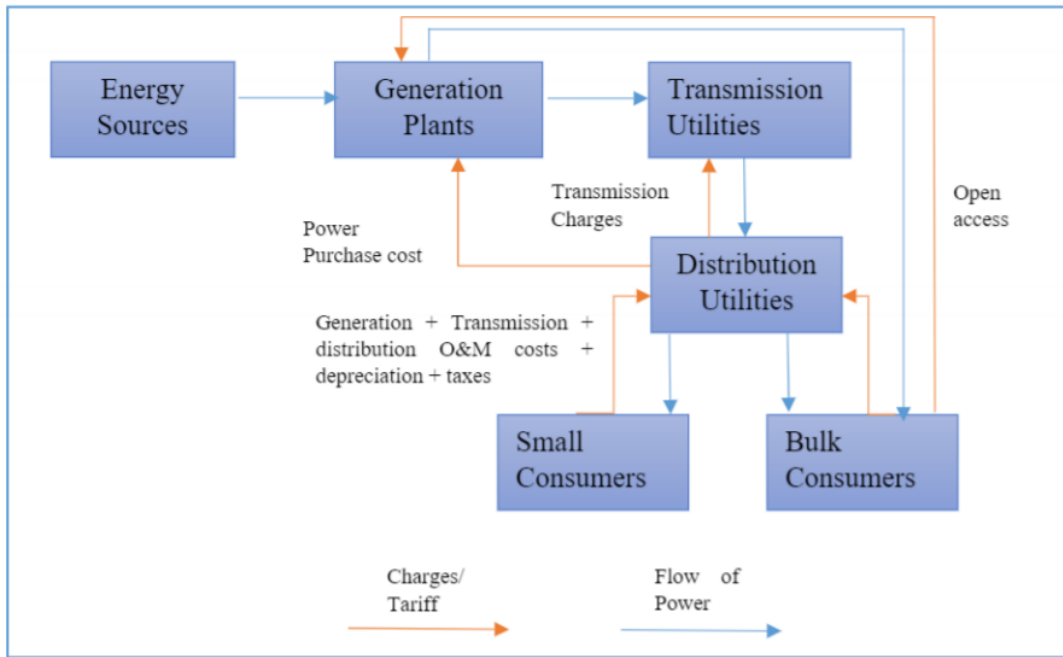 Energy
Sources
Generation
Plants
Transmission
Utilities
Transmission
Charges
Open
access
Power
Purchase cost
Distribution
Utilities
Generation + Transmission +
distribution O&M costs +
depreciation + taxes
Small
Consumers
Bulk
Consumers
Charges/
Tariff
Flow of
Power